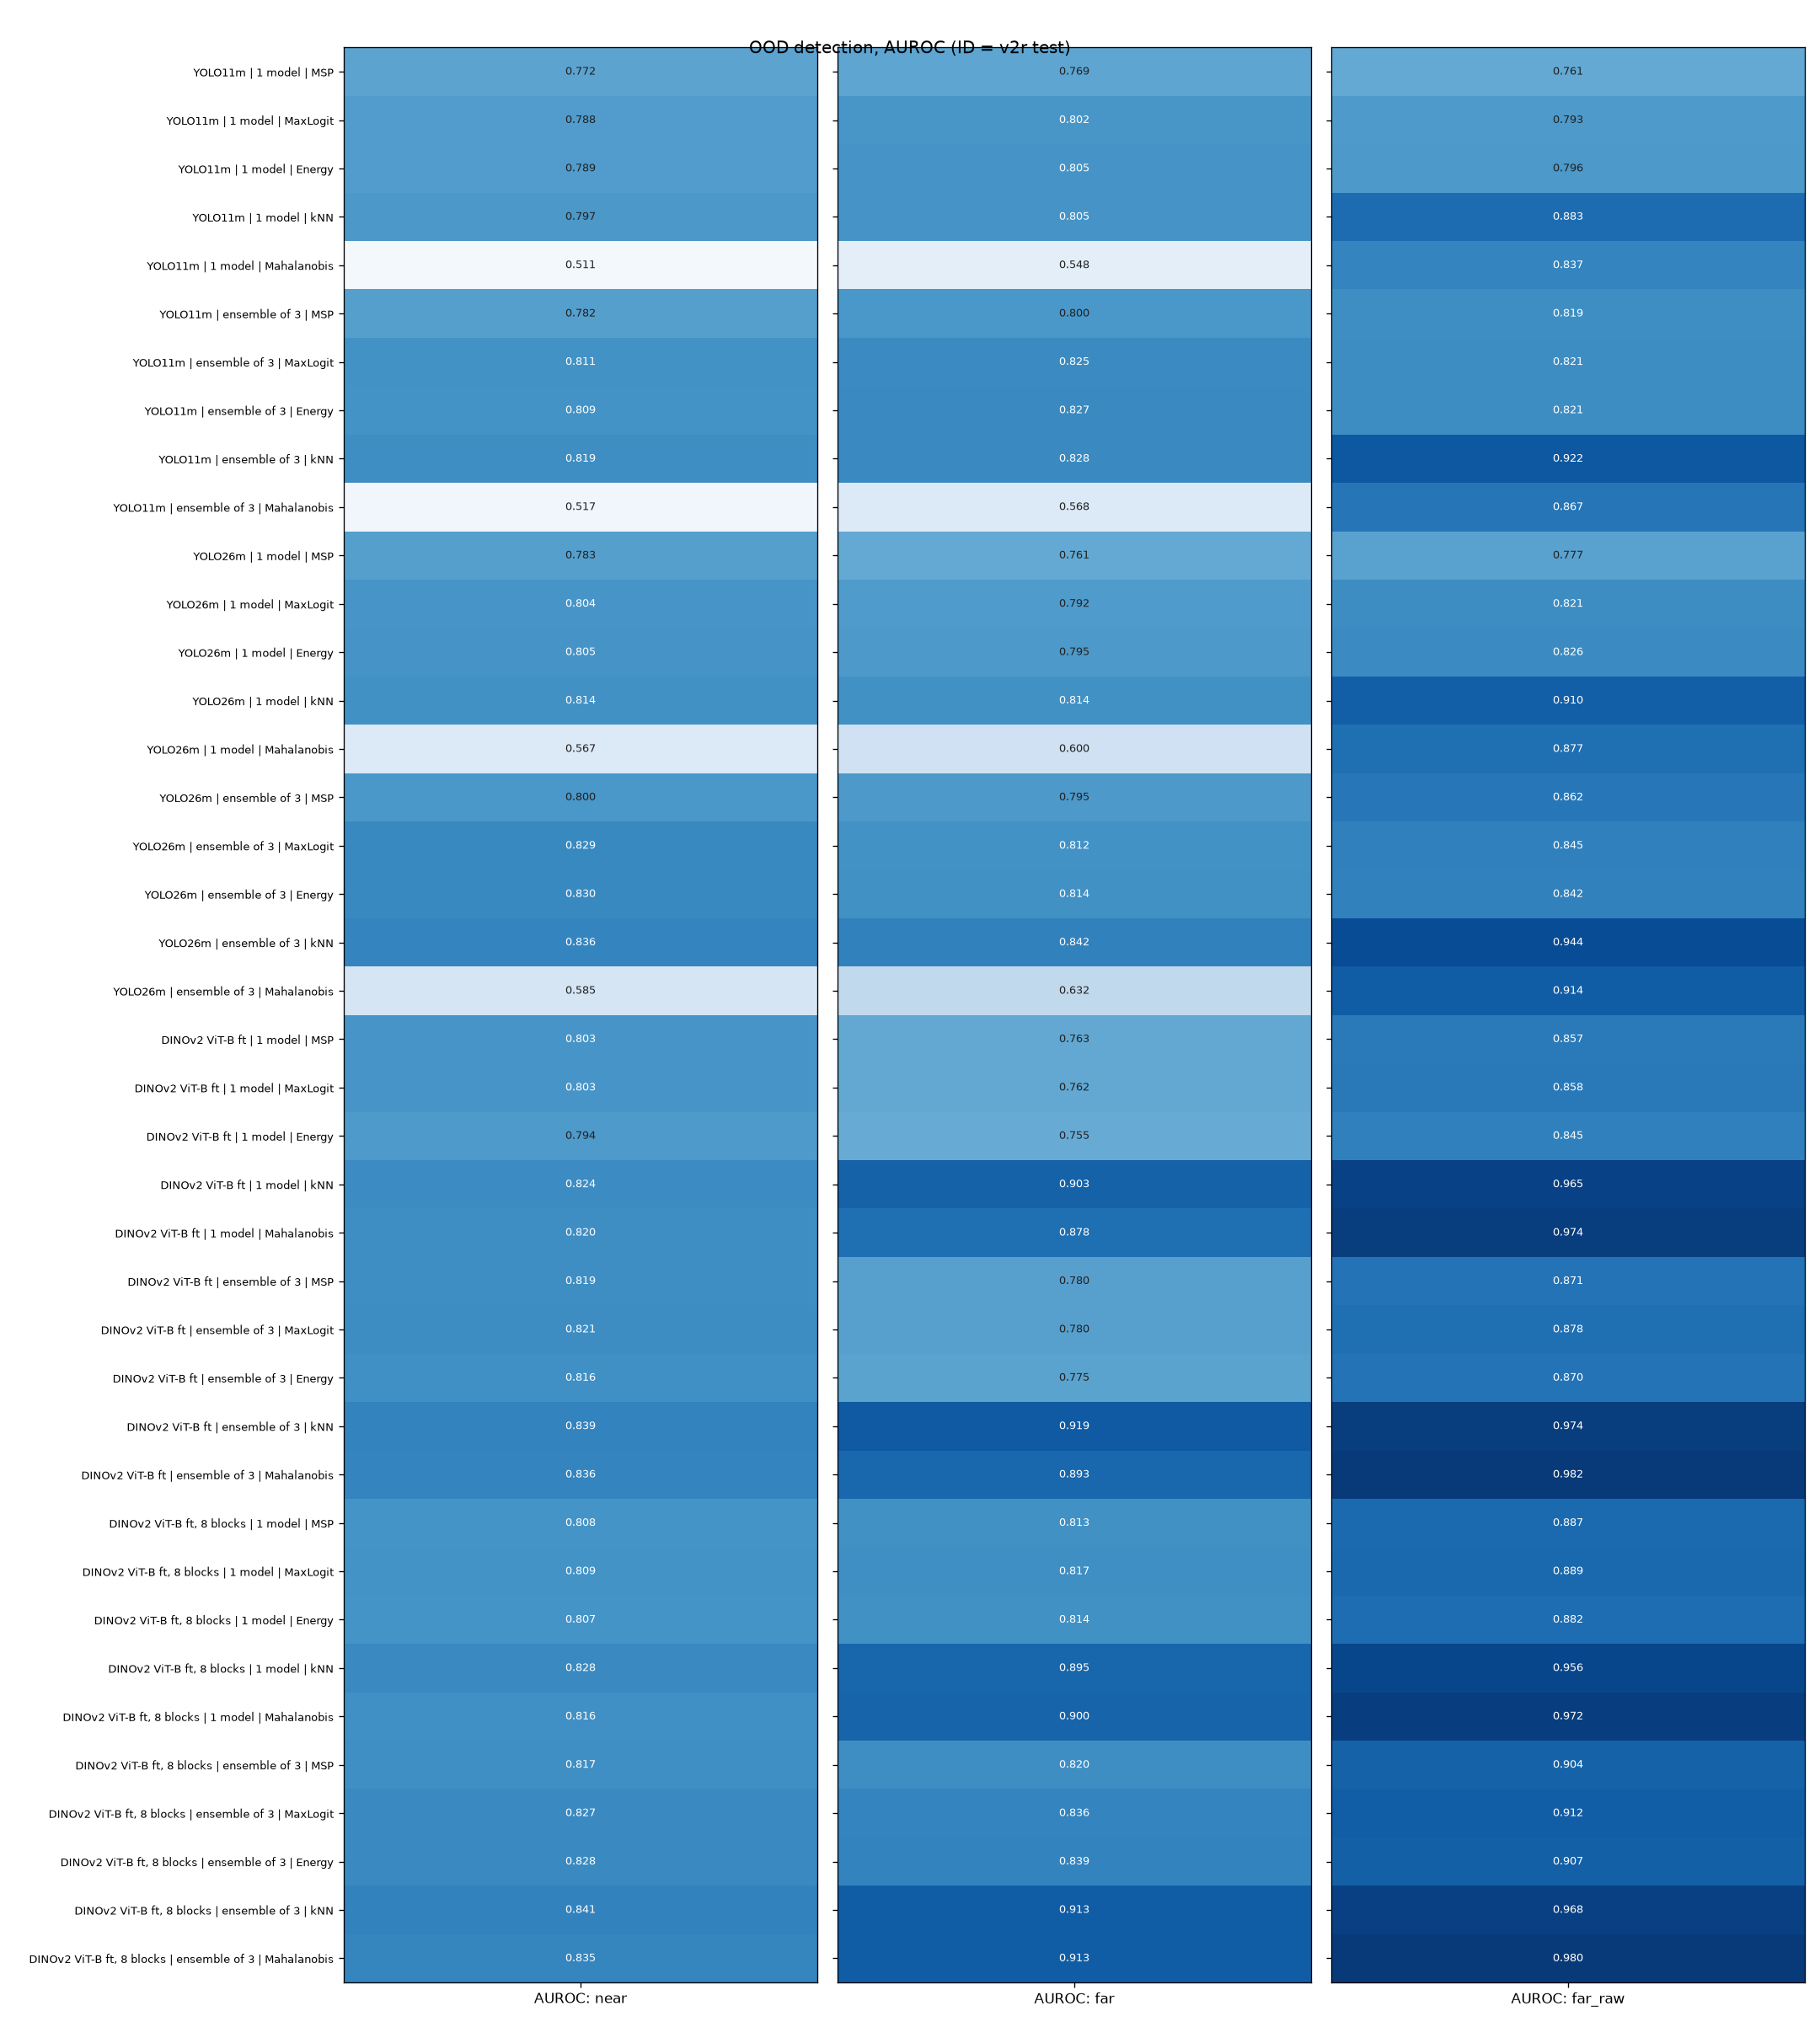 OOD detection, AUROC (ID = v2r test)
YOLO11m | 1 model | MSP 0.772 0.769 0.761
YOLO11m | 1 model | MaxLogit 0.788 0.802 0.793
YOLO11m | 1 model | Energy 0.789 0.805 0.796
YOLO11m | 1 model | kNN 0.797 0.805 0.883
YOLO11m | 1 model | Mahalanobis 0.511 0.548 0.837
YOLO11m | ensemble of 3 | MSP 0.782 0.800 0.819
YOLO11m | ensemble of 3 | MaxLogit 0.811 0.825 0.821
YOLO11m | ensemble of 3 | Energy 0.809 0.827 0.821
YOLO11m | ensemble of 3 | kNN 0.819 0.828 0.922
YOLO11m | ensemble of 3 | Mahalanobis 0.517 0.568 0.867
YOLO26m | 1 model | MSP 0.783 0.761 0.777
YOLO26m | 1 model | MaxLogit 0.804 0.792 0.821
YOLO26m | 1 model | Energy 0.805 0.795 0.826
YOLO26m | 1 model | kNN 0.814 0.814 0.910
YOLO26m | 1 model | Mahalanobis 0.567 0.600 0.877
YOLO26m | ensemble of 3 | MSP 0.800 0.795 0.862
YOLO26m | ensemble of 3 | MaxLogit 0.829 0.812 0.845
YOLO26m | ensemble of 3 | Energy 0.830 0.814 0.842
YOLO26m | ensemble of 3 | kNN 0.836 0.842 0.944
YOLO26m | ensemble of 3 | Mahalanobis 0.585 0.632 0.914
DINOv2 ViT-B ft | 1 model | MSP 0.803 0.763 0.857
DINOv2 ViT-B ft | 1 model | MaxLogit 0.803 0.762 0.858
DINOv2 ViT-B ft | 1 model | Energy 0.794 0.755 0.845
DINOv2 ViT-B ft | 1 model | kNN 0.824 0.903 0.965
DINOv2 ViT-B ft | 1 model | Mahalanobis 0.820 0.878 0.974
DINOv2 ViT-B ft | ensemble of 3 | MSP 0.819 0.780 0.871
DINOv2 ViT-B ft | ensemble of 3 | MaxLogit 0.821 0.780 0.878
DINOv2 ViT-B ft | ensemble of 3 | Energy 0.816 0.775 0.870
DINOv2 ViT-B ft | ensemble of 3 | kNN 0.839 0.919 0.974
DINOv2 ViT-B ft | ensemble of 3 | Mahalanobis 0.836 0.893 0.982
DINOv2 ViT-B ft, 8 blocks | 1 model | MSP 0.808 0.813 0.887
DINOv2 ViT-B ft, 8 blocks | 1 model | MaxLogit 0.809 0.817 0.889
DINOv2 ViT-B ft, 8 blocks | 1 model | Energy 0.807 0.814 0.882
DINOv2 ViT-B ft, 8 blocks | 1 model | kNN 0.828 0.895 0.956
DINOv2 ViT-B ft, 8 blocks | 1 model | Mahalanobis 0.816 0.900 0.972
DINOv2 ViT-B ft, 8 blocks | ensemble of 3 | MSP 0.817 0.820 0.904
DINOv2 ViT-B ft, 8 blocks | ensemble of 3 | MaxLogit 0.827 0.836 0.912
DINOv2 ViT-B ft, 8 blocks | ensemble of 3 | Energy 0.828 0.839 0.907
DINOv2 ViT-B ft, 8 blocks | ensemble of 3 | kNN 0.841 0.913 0.968
DINOv2 ViT-B ft, 8 blocks | ensemble of 3 | Mahalanobis 0.835 0.913 0.980
AUROC: near AUROC: far AUROC: far_raw